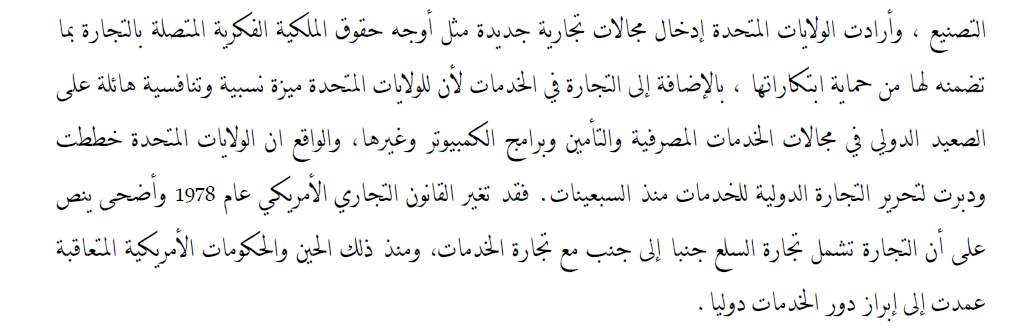 التصنيع ، وأرادت الولايات المتحدة إدخال مجالات تجارية جديدة مثل أوجه حقوق الملكية الفكرية المتصلة بالتجارة بما
تضمنه لها من حماية ابتكاراتها ، بالإضافة إلى التجارة في الخدمات لأن للولايات المتحدة ميزة نسبية وتنافسية هائلة على
الصعيد الدولي في مجالات الخدمات المصرفية والتأمين وبرامج الكمبيوتر وغيرها، والواقع ان الولايات المتحدة خططت
ودبرت لتحرير التجارة الدولية للخدمات منذ السبعينات. فقد تغير القانون التجاري الأمريكي عام 1978 وأضحى ينص
على أن التجارة تشمل تجارة السلع جنبا إلى جنب مع تجارة الخدمات، ومنذ ذلك الحين والحكومات الأمريكية المتعاقبة
عمدت إلى إبراز دور الخدمات دوليا .